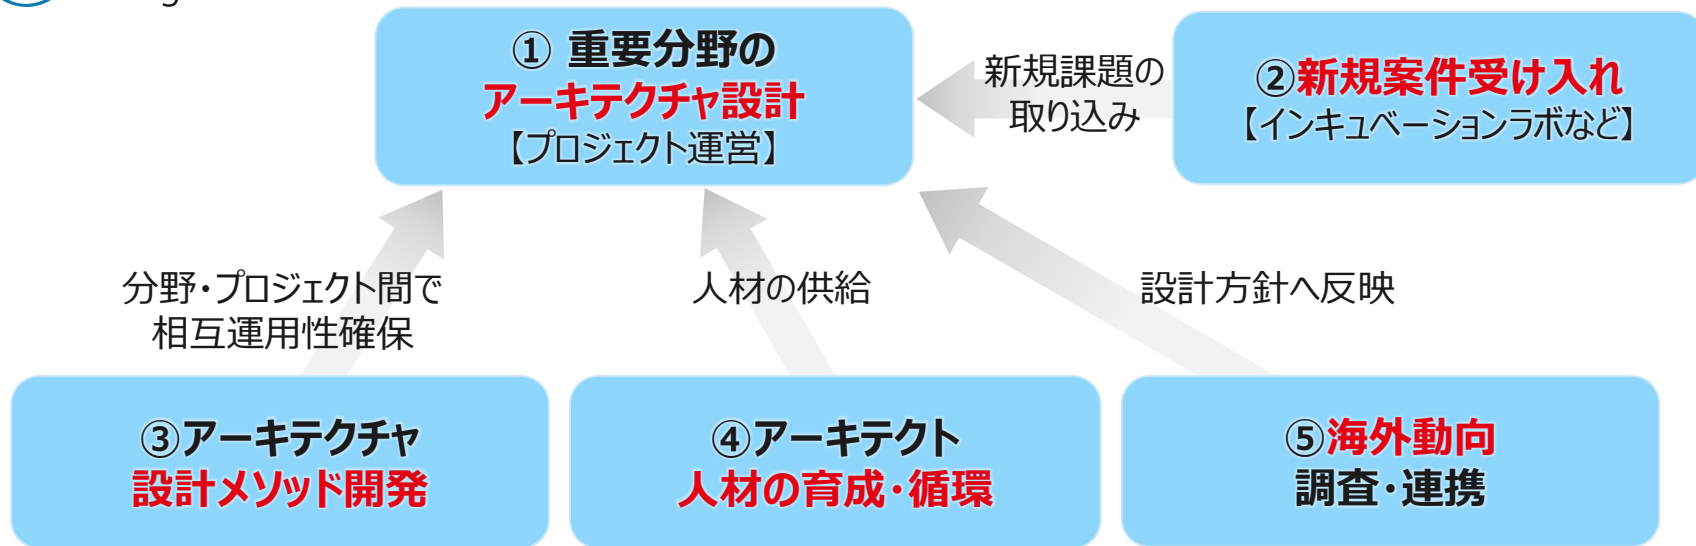 ① 重要分野の
アーキテクチャ設計
【プロジェクト運営】
新規課題の
取り込み
②新規案件受け入れ
【インキュベーションラボなど】
分野・プロジェクト間で
相互運用性確保
人材の供給
設計方針へ反映
③アーキテクチャ
設計メソッド開発
④アーキテクト
人材の育成・循環
⑤海外動向
調査・連携